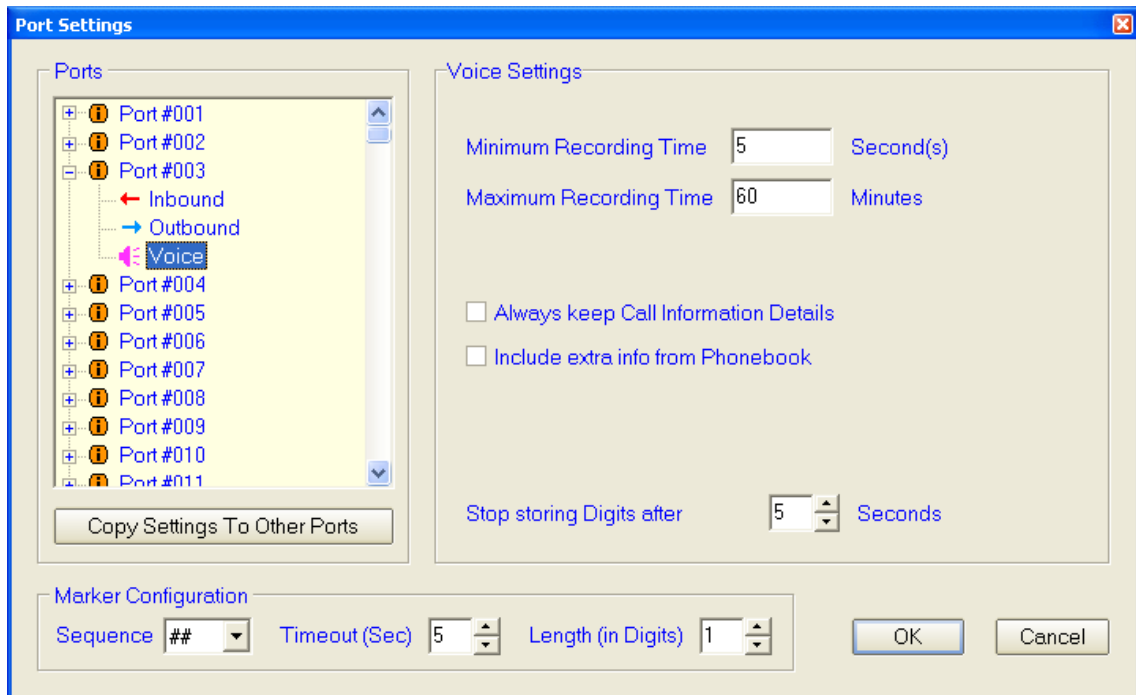 Port Settings
Ports
Port #001
Port #002
Port #003
Inbound
Outbound
Voice
Port #004
Port #005
Port #006
Port #007
Port #008
Port #009
Port #010
Port #011
Copy Settings To Other Ports
Voice Settings
Minimum Recording Time 5 Second(s)
Maximum Recording Time 60 Minutes
Always keep Call Information Details
Include extra info from Phonebook
Stop storing Digits after 5 Seconds
Marker Configuration
Sequence ## Timeout (Sec) 5 Length (in Digits) 1
OK Cancel